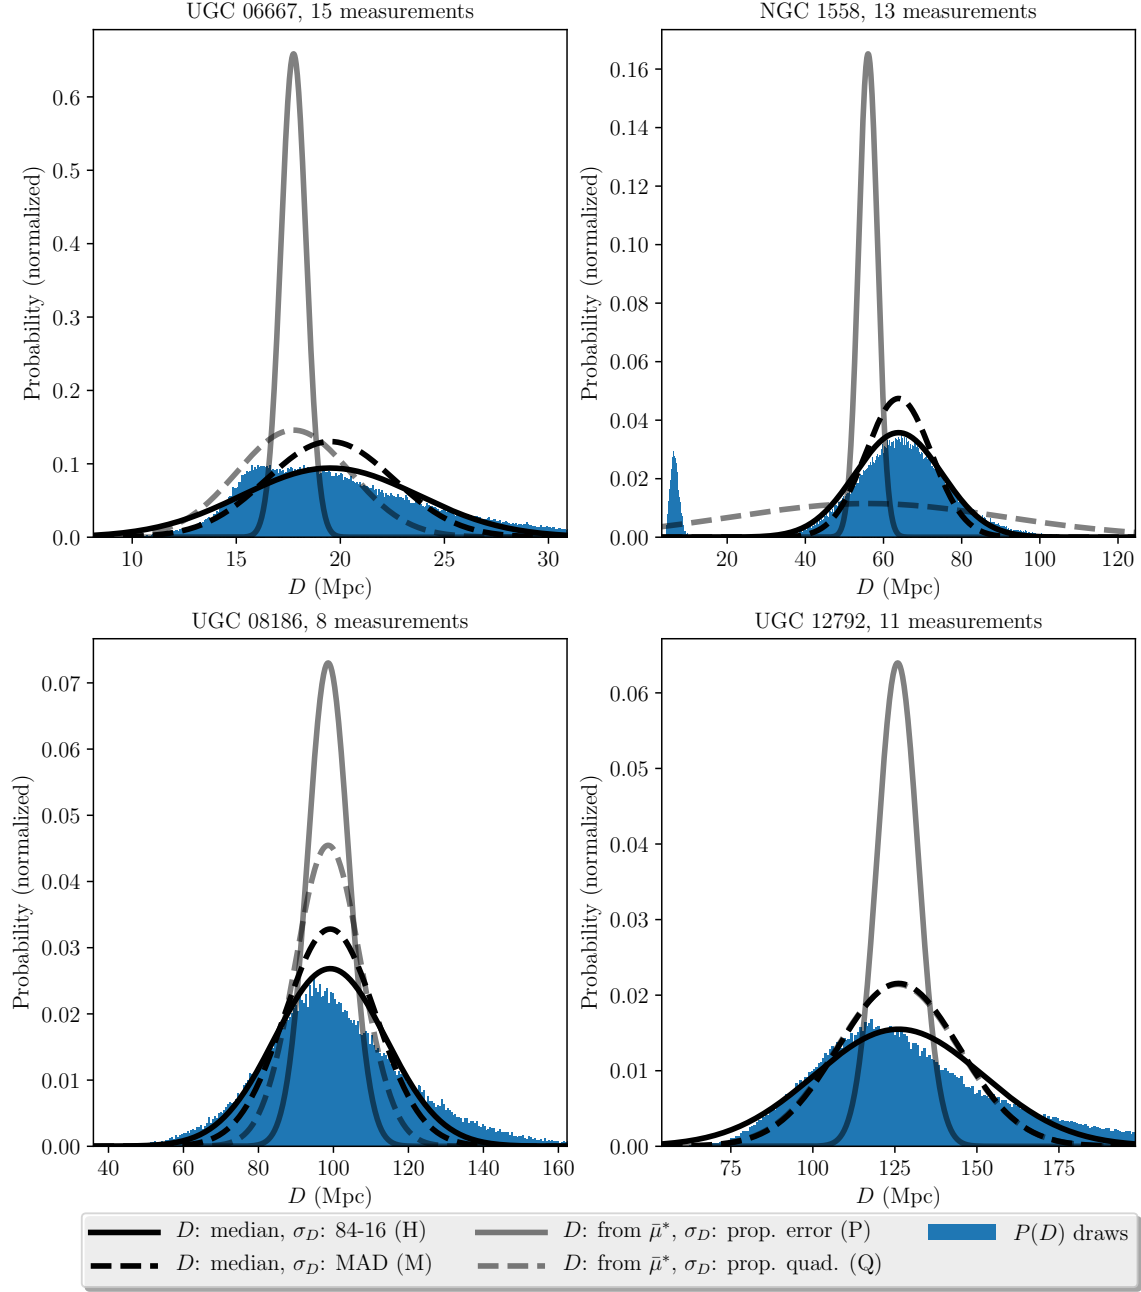 UGC 06667, 15 measurements
NGC 1558, 13 measurements
Probability (normalized)
0.6
0.5
0.4
0.3
0.2
0.1
0.0
10 15 20 25 30
D (Mpc)
Probability (normalized)
0.16
0.14
0.12
0.10
0.08
0.06
0.04
0.02
0.00
20 40 60 80 100 120
D (Mpc)
UGC 08186, 8 measurements
UGC 12792, 11 measurements
Probability (normalized)
0.07
0.06
0.05
0.04
0.03
0.02
0.01
0.00
40 60 80 100 120 140 160
D (Mpc)
Probability (normalized)
0.06
0.05
0.04
0.03
0.02
0.01
0.00
75 100 125 150 175
D (Mpc)
D: median, σ_D: 84-16 (H)
D: median, σ_D: MAD (M)
D: from μ̄*, σ_D: prop. error (P)
D: from μ̄*, σ_D: prop. quad. (Q)
P(D) draws